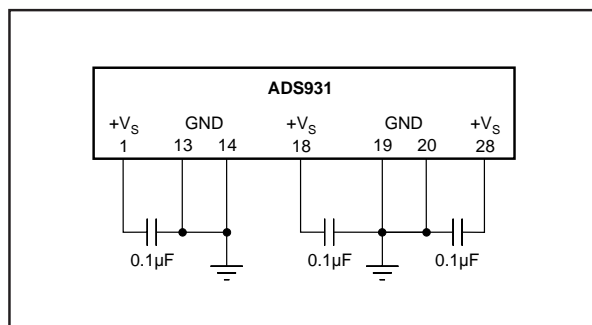 ADS931
+VS GND +VS GND +VS
1 13 14 18 19 20 28
0.1µF 0.1µF 0.1µF